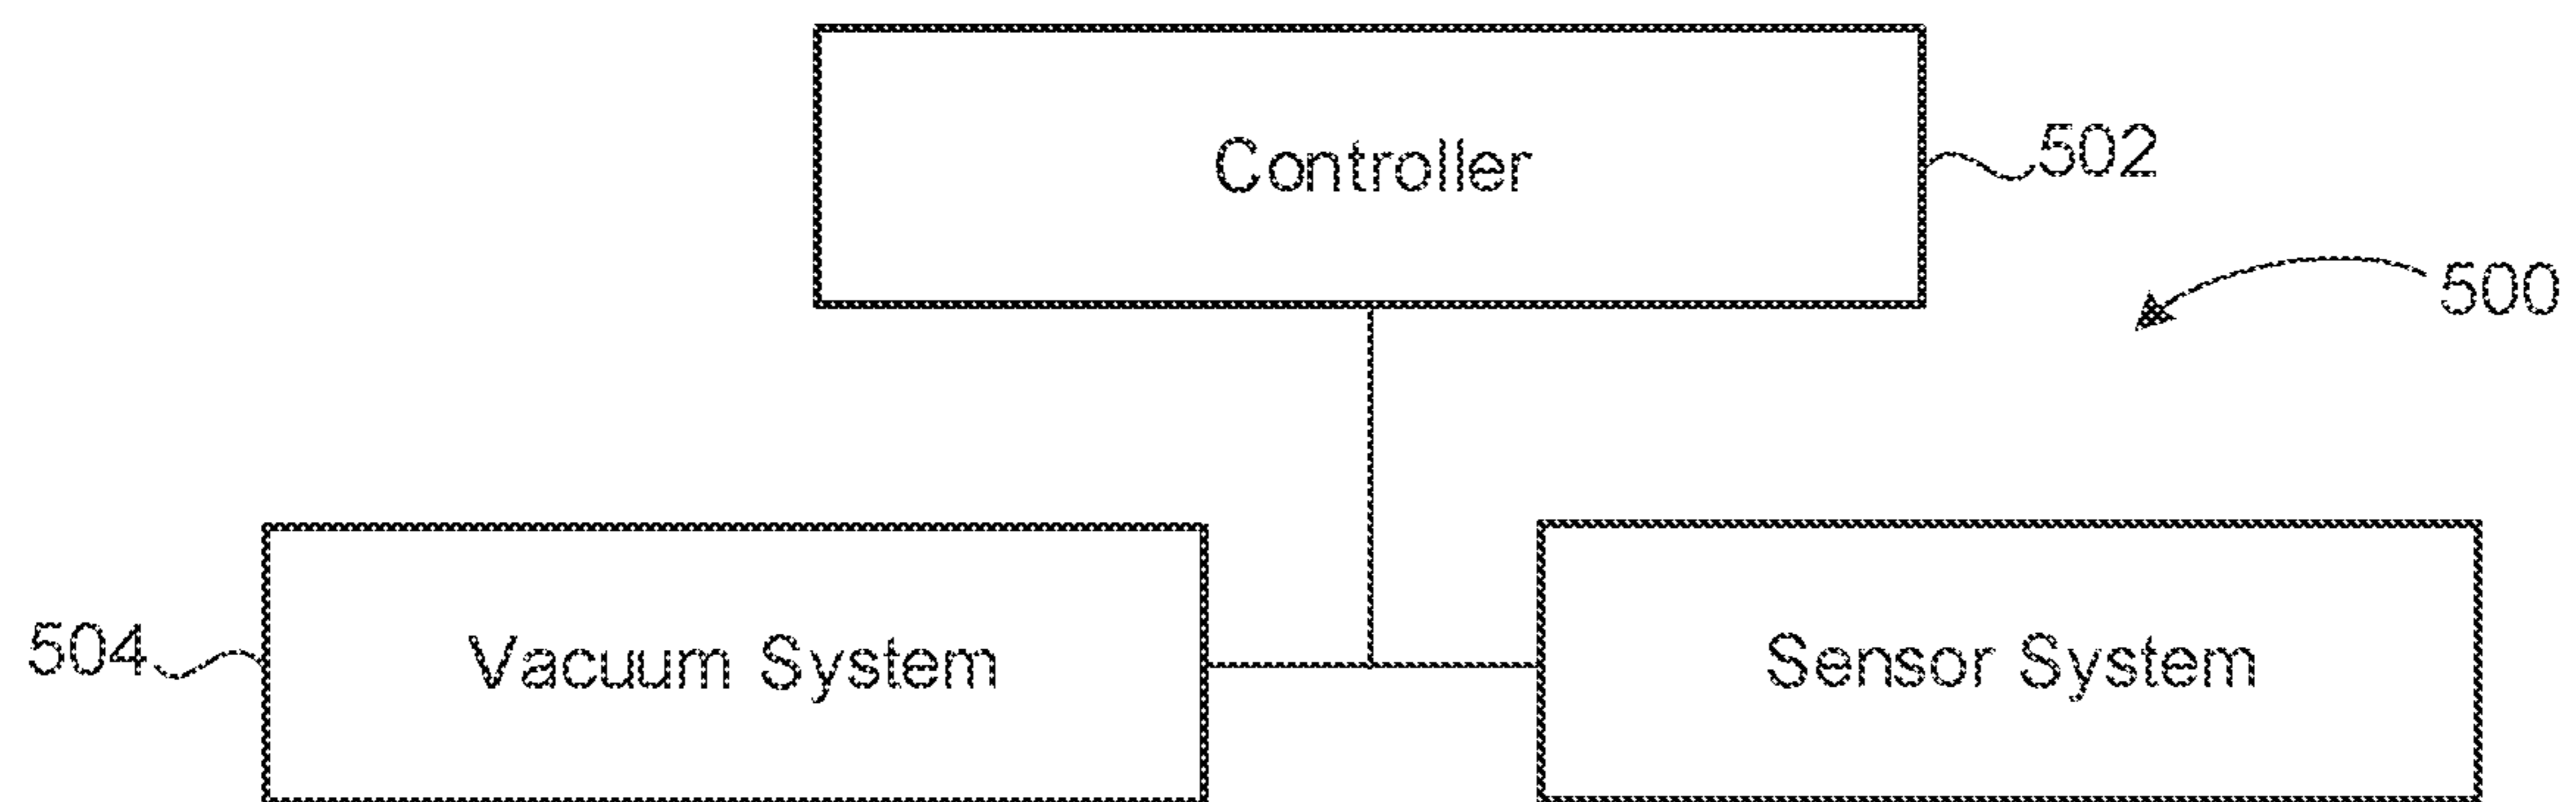 Controller
502
500
504
Vacuum System
Sensor System